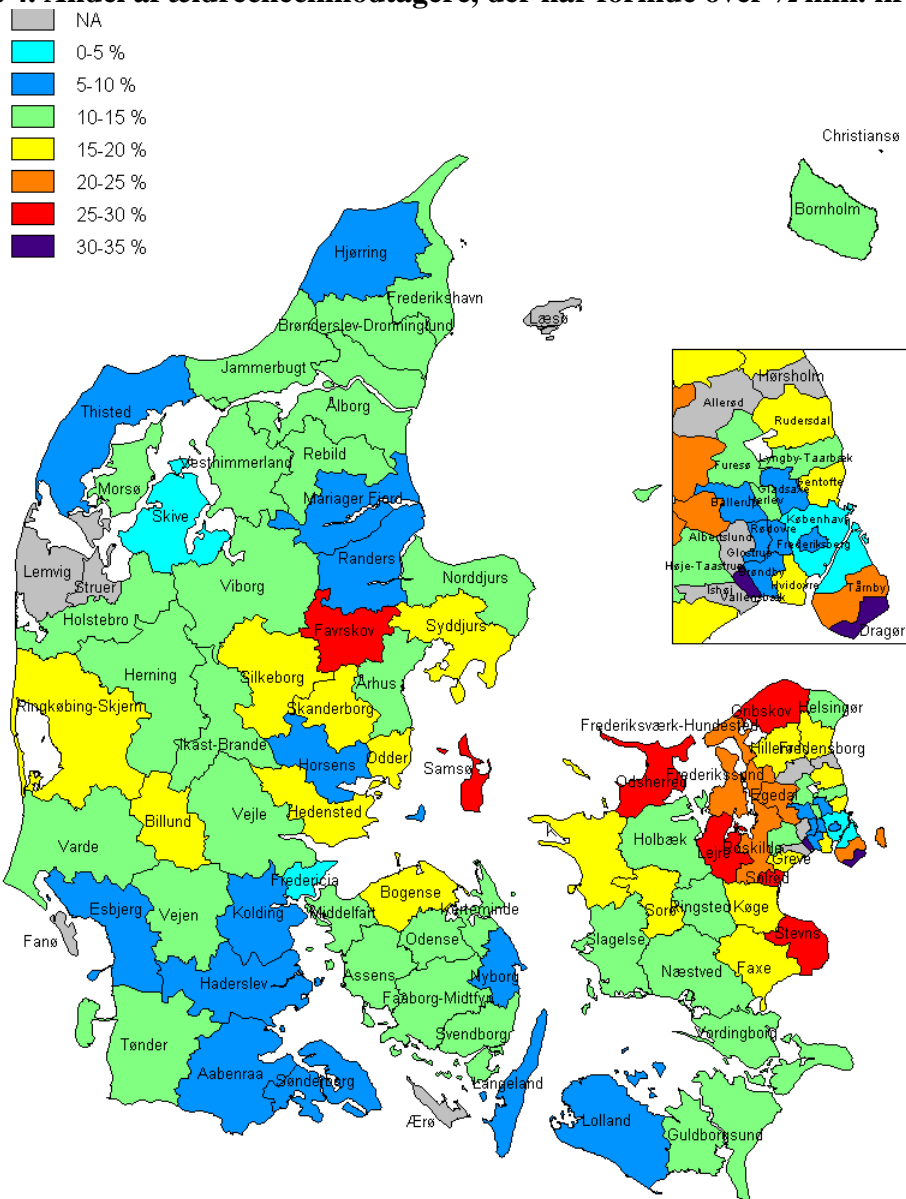 NA
0-5 %
5-10 %
10-15 %
15-20 %
20-25 %
25-30 %
30-35 %
Christiansø
Bornholm
Hjørring
Frederikshavn
Læsø
Brønderslev-Dronninglund
Jammerbugt
Thisted
Ålborg
Vesthimmerland
Rebild
Morsø
Mariager Fjord
Skive
Randers
Lemvig
Struer
Viborg
Norddjurs
Holstebro
Favrskov
Syddjurs
Herning
Silkeborg
Århus
Ringkøbing-Skjern
Skanderborg
Ikast-Brande
Horsens
Odder
Samsø
Hedensted
Billund
Vejle
Varde
Fredericia
Esbjerg
Vejen
Kolding
Middelfart
Bogense
Kerteminde
Fanø
Odense
Haderslev
Assens
Nyborg
Faaborg-Midtfyn
Tønder
Svendborg
Aabenraa
Sønderborg
Langeland
Ærø
Hørsholm
Allerød
Rudersdal
Furesø
Lyngby-Taarbæk
Gentofte
Gladsaxe
Ballerup
Herlev
København
Albertslund
Rødovre
Glostrup
Frederiksberg
Høje-Taastrup
Brøndby
Hvidovre
Ishøj
Vallensbæk
Tårnby
Dragør
Gribskov
Helsingør
Frederiksværk-Hundested
Hillerø
Fredensborg
Odsherred
Frederikssund
Egedal
Holbæk
Lejre
Roskilde
Greve
Solrød
Sorø
Ringsted
Køge
Slagelse
Stevns
Næstved
Faxe
Vordingborg
Lolland
Guldborgsund